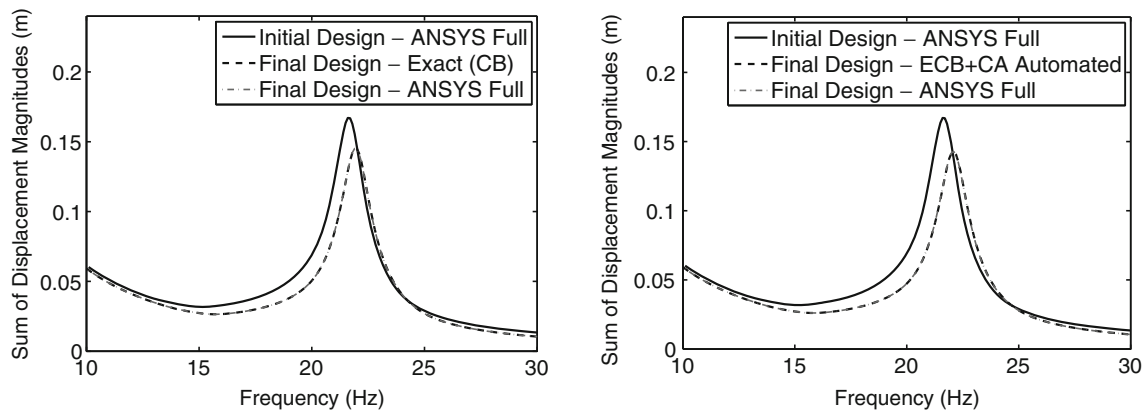 Sum of Displacement Magnitudes (m)
0.2
0.15
0.1
0.05
0
Initial Design – ANSYS Full
Final Design – Exact (CB)
Final Design – ANSYS Full
10
15
20
25
30
Frequency (Hz)
Sum of Displacement Magnitudes (m)
0.2
0.15
0.1
0.05
0
Initial Design – ANSYS Full
Final Design – ECB+CA Automated
Final Design – ANSYS Full
10
15
20
25
30
Frequency (Hz)